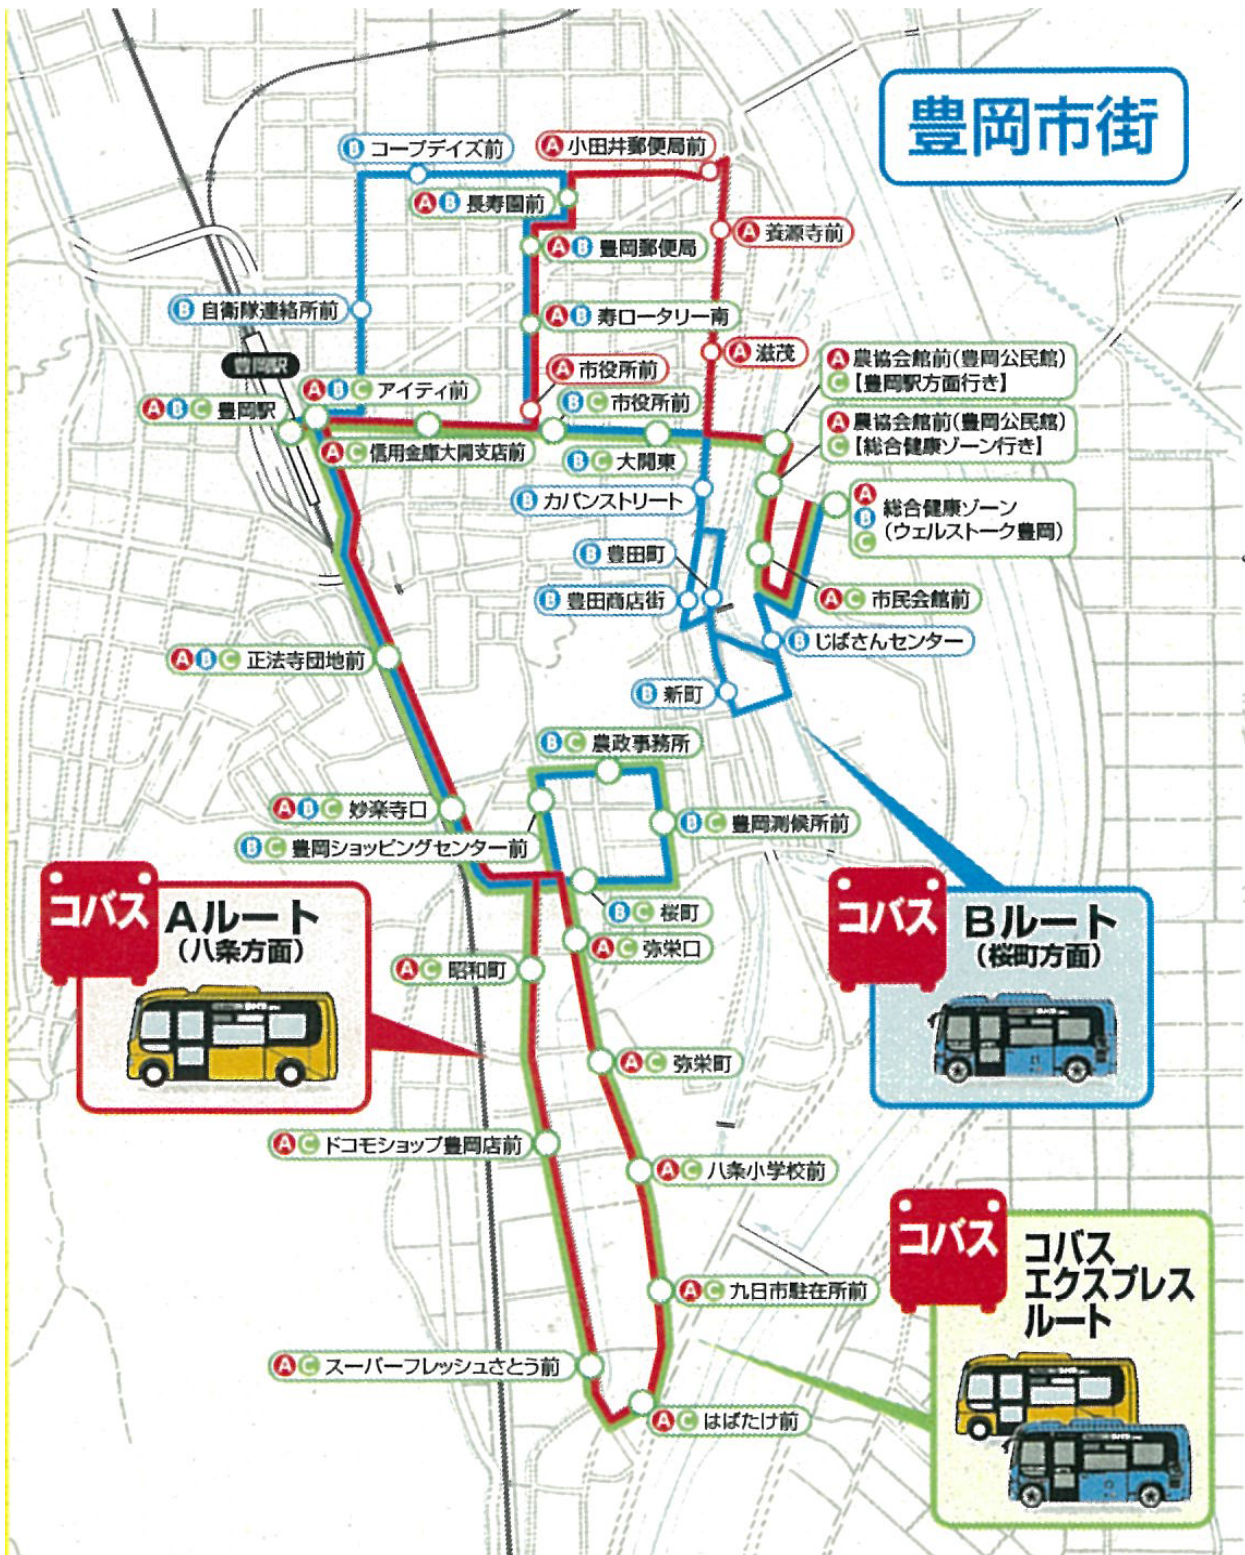 豊岡市街
B コープデイズ前
A 小田井郵便局前
A B 長寿園前
A 養源寺前
A B 豊岡郵便局
B 自衛隊連絡所前
A B 寿ロータリー南
豊岡駅
A 滋茂
A 農協会館前(豊岡公民館)
C 【豊岡駅方面行き】
A 市役所前
A B C アイティ前
B C 市役所前
A B C 豊岡駅
A 農協会館前(豊岡公民館)
C 【総合健康ゾーン行き】
A C 信用金庫大開支店前
B C 大開東
B カバンストリート
A
B 総合健康ゾーン
C (ウェルストーク豊岡)
B 豊田町
B 豊田商店街
A C 市民会館前
B じばさんセンター
A B C 正法寺団地前
B 新町
B C 農政事務所
A B C 妙楽寺口
B C 豊岡測候所前
B C 豊岡ショッピングセンター前
コバス
Aルート
(八条方面)
コバス
Bルート
(桜町方面)
B C 桜町
A C 弥栄口
A C 昭和町
A C 弥栄町
A C ドコモショップ豊岡店前
A C 八条小学校前
コバス
コバス
エクスプレス
ルート
A C 九日市駐在所前
A C スーパーフレッシュさとう前
A C はばたけ前